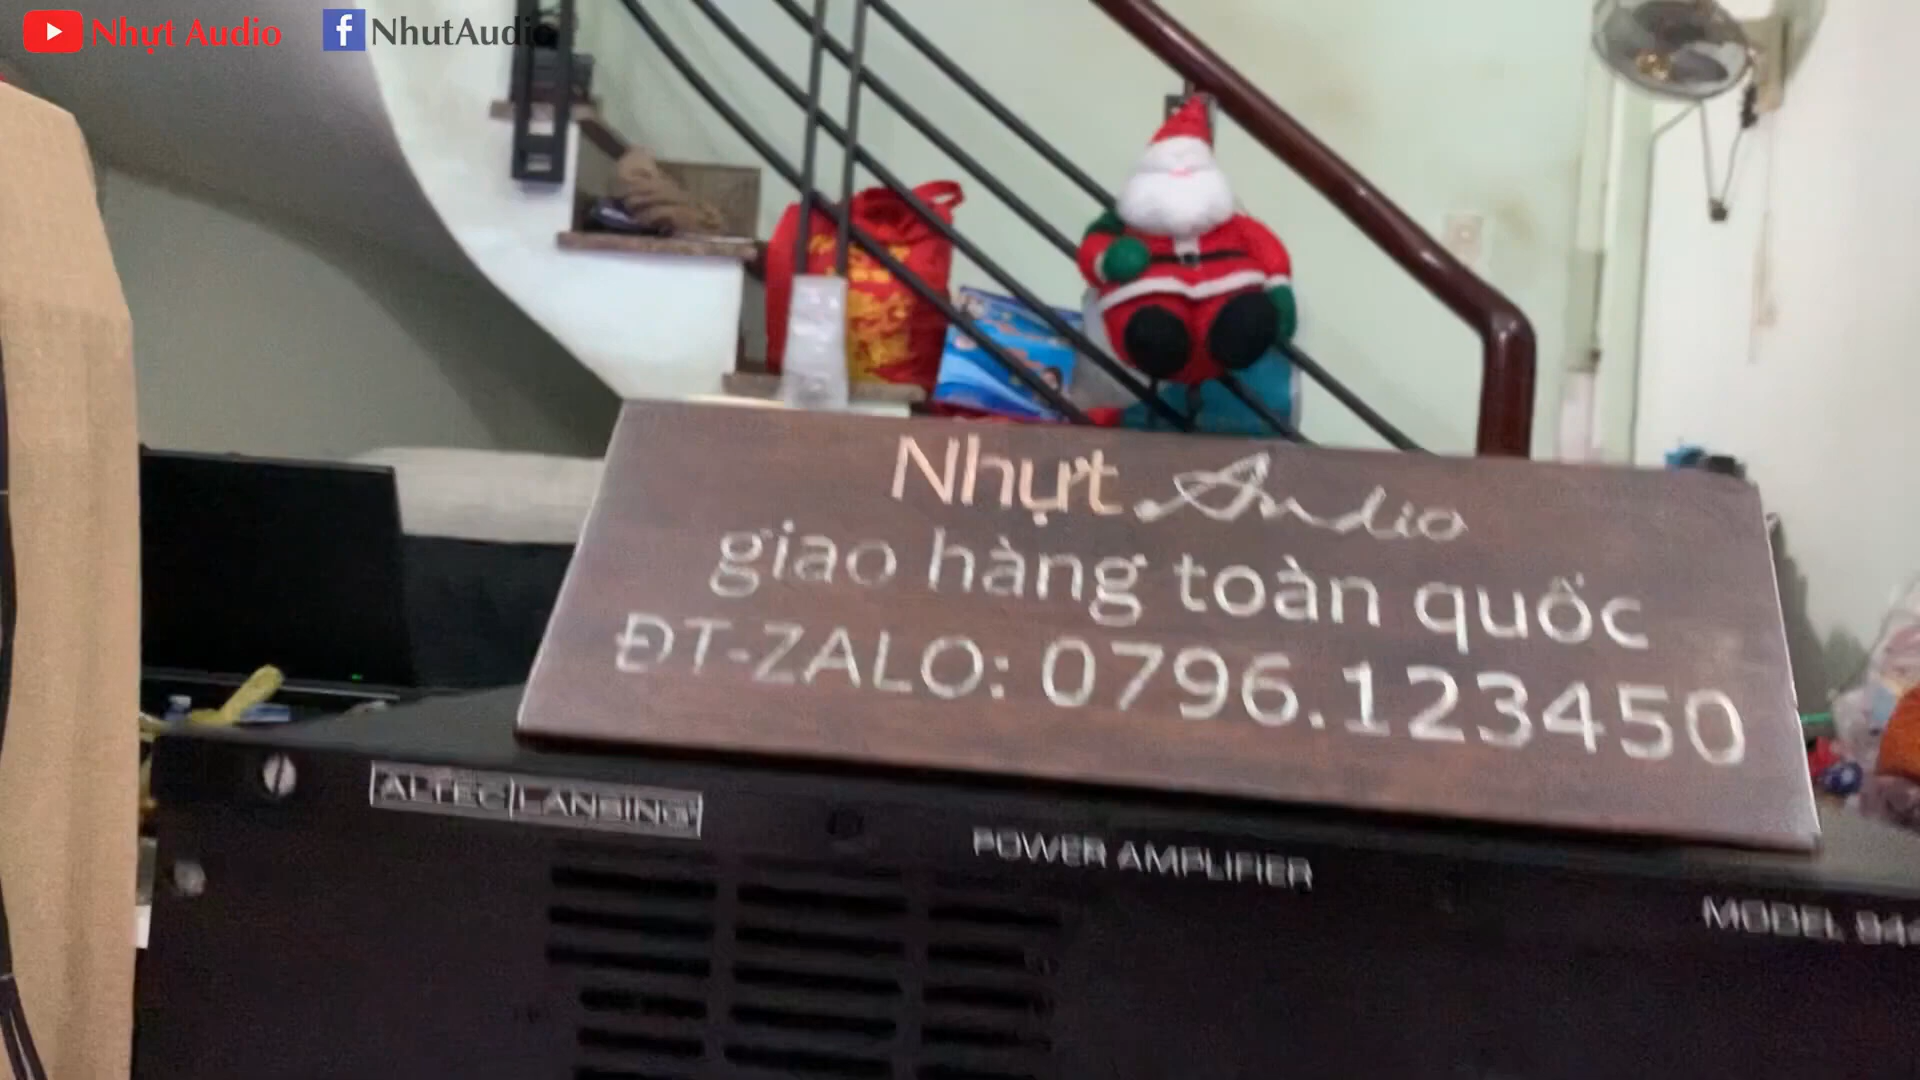 Nhựt Audio
NhutAudio
Nhựt Audio
giao hàng toàn quốc
ĐT-ZALO: 0796.123450
ALTEC LANSING
POWER AMPLIFIER
MODEL